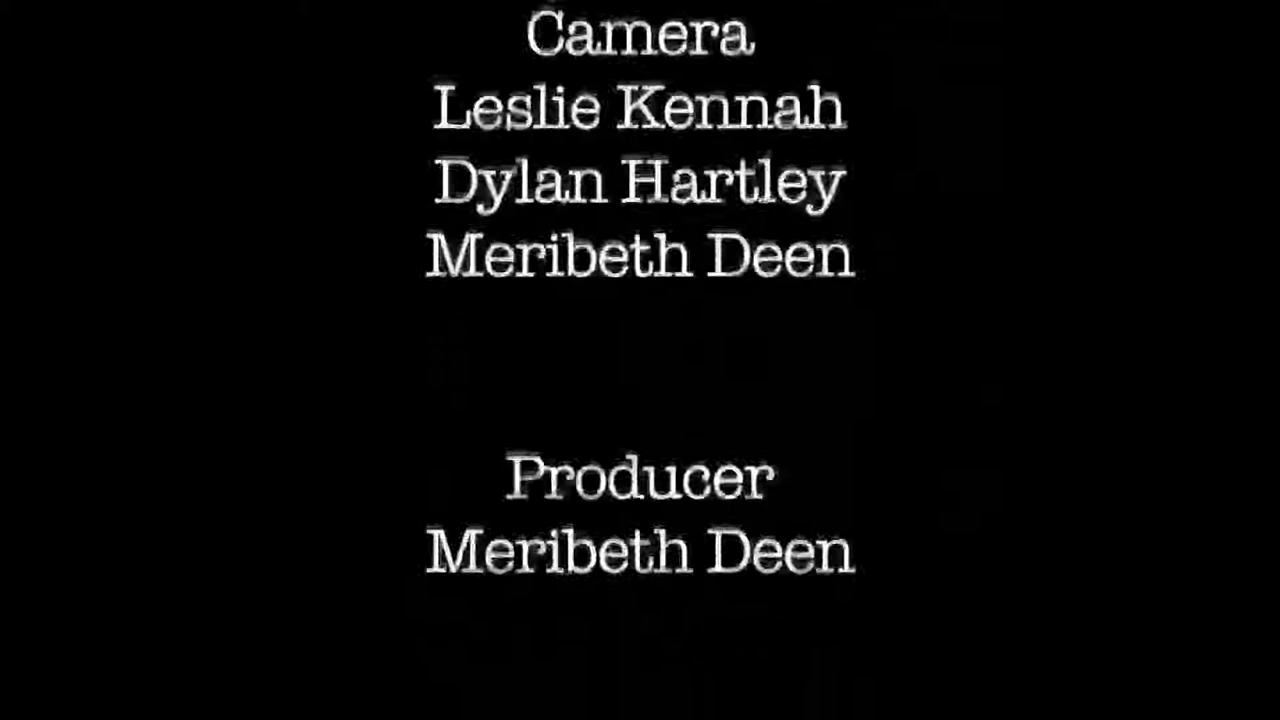 Camera
Leslie Kennah
Dylan Hartley
Meribeth Deen
Producer
Meribeth Deen